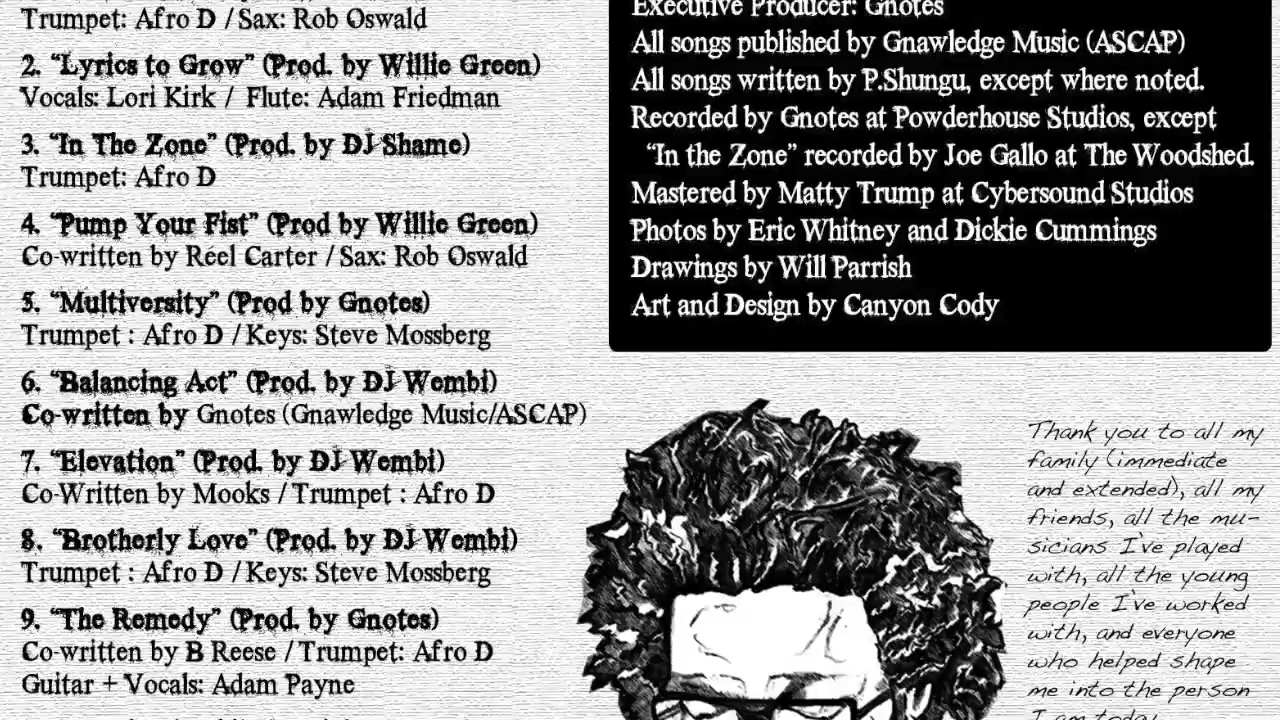 Trumpet: Afro D / Sax: Rob Oswald
2. “Lyrics to Grow” (Prod. by Willie Green)
Vocals: Lori Kirk / Flute: Adam Friedman
3. “In The Zone” (Prod. by DJ Shame)
Trumpet: Afro D
4. “Pump Your Fist” (Prod by Willie Green)
Co-written by Reel Carter / Sax: Rob Oswald
5. “Multiversity” (Prod by Gnotes)
Trumpet : Afro D / Keys: Steve Mossberg
6. “Balancing Act” (Prod. by DJ Wembi)
Co-written by Gnotes (Gnawledge Music/ASCAP)
7. “Elevation” (Prod. by DJ Wembi)
Co-Written by Mooks / Trumpet : Afro D
8. “Brotherly Love” (Prod. by DJ Wembi)
Trumpet : Afro D / Keys: Steve Mossberg
9. “The Remedy” (Prod. by Gnotes)
Co-written by B Reese / Trumpet: Afro D
Guitar + Vocals: Adam Payne
Executive Producer: Gnotes
All songs published by Gnawledge Music (ASCAP)
All songs written by P.Shungu, except where noted.
Recorded by Gnotes at Powderhouse Studios, except
“In the Zone” recorded by Joe Gallo at The Woodshed.
Mastered by Matty Trump at Cybersound Studios
Photos by Eric Whitney and Dickie Cummings
Drawings by Will Parrish
Art and Design by Canyon Cody
Thank you to all my
family (immediate
and extended), all my
friends, all the mu-
sicians I've played
with, all the young
people I've worked
with, and everyone
who helped shape
me into the person
I am today